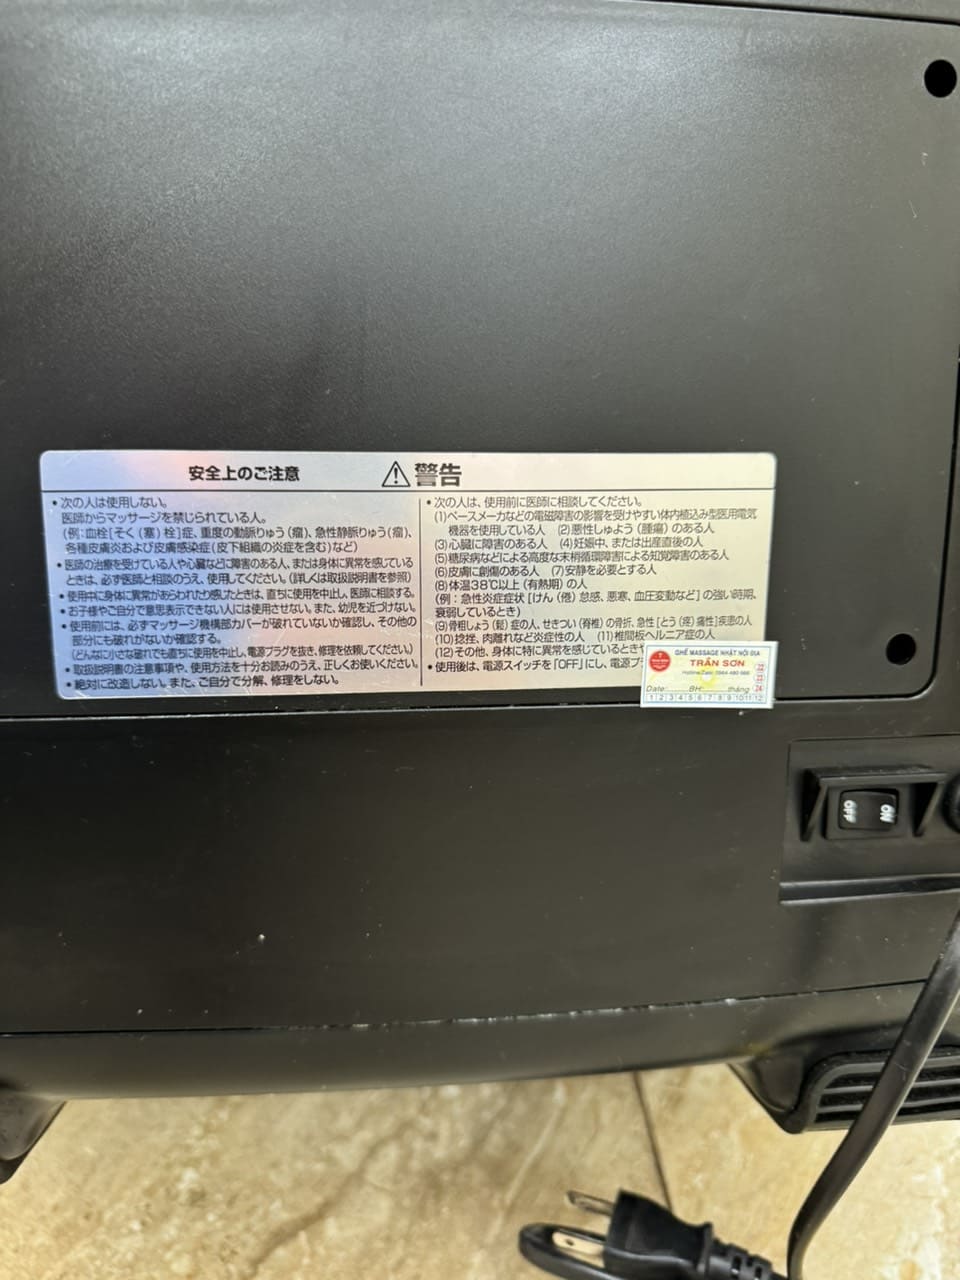 安全上のご注意
⚠警告
•次の人は使用しない。
医師からマッサージを禁じられている人。
(例:血栓[そく(塞)栓]症、重度の動脈りゅう(瘤)、急性静脈りゅう(瘤)、
各種皮膚炎および皮膚感染症(皮下組織の炎症を含む)など)
•医師の治療を受けている人や心臓などに障害のある人、または身体に異常を感じている
ときは、必ず医師と相談のうえ、使用してください。(詳しくは取扱説明書を参照)
•使用中に身体に異常があらわれたり感じたときは、直ちに使用を中止し、医師に相談する。
•お子様やご自分で意思表示できない人には使用させない。また、幼児を近づけない。
•使用前には、必ずマッサージ機構部カバーが破れていないか確認し、その他の
部分にも破れがないか確認する。
(どんなに小さな破れでも直ちに使用を中止し、電源プラグを抜き、修理を依頼してください。)
•取扱説明書の注意事項や、使用方法を十分お読みのうえ、正しくお使いください。
•絶対に改造しない。また、ご自分で分解、修理をしない。
•次の人は、使用前に医師に相談してください。
(1)ペースメーカなどの電磁障害の影響を受けやすい体内植込み型医用電気
機器を使用している人 (2)悪性しゅよう(腫瘍)のある人
(3)心臓に障害のある人 (4)妊娠中、または出産直後の人
(5)糖尿病などによる高度な末梢循環障害による知覚障害のある人
(6)皮膚に創傷のある人 (7)安静を必要とする人
(8)体温38℃以上(有熱期)の人
(例:急性炎症症状[けん(倦)怠感、悪寒、血圧変動など]の強い時期、
衰弱しているとき)
(9)骨粗しょう(鬆)症の人、せきつい(脊椎)の骨折、急性[とう(疼)痛性]疾患の人
(10)捻挫、肉離れなど炎症性の人 (11)椎間板ヘルニア症の人
(12)その他、身体に特に異常を感じているとき
•使用後は、電源スイッチを「OFF」にし、電源プ
GHẾ MASSAGE NHẬT NỘI ĐỊA
TRẦN SƠN
Hotline/Zalo: 0944 480 666
Date: BH: tháng
22
23
24
1 2 3 4 5 6 7 8 9 10 11 12
OFF
ON